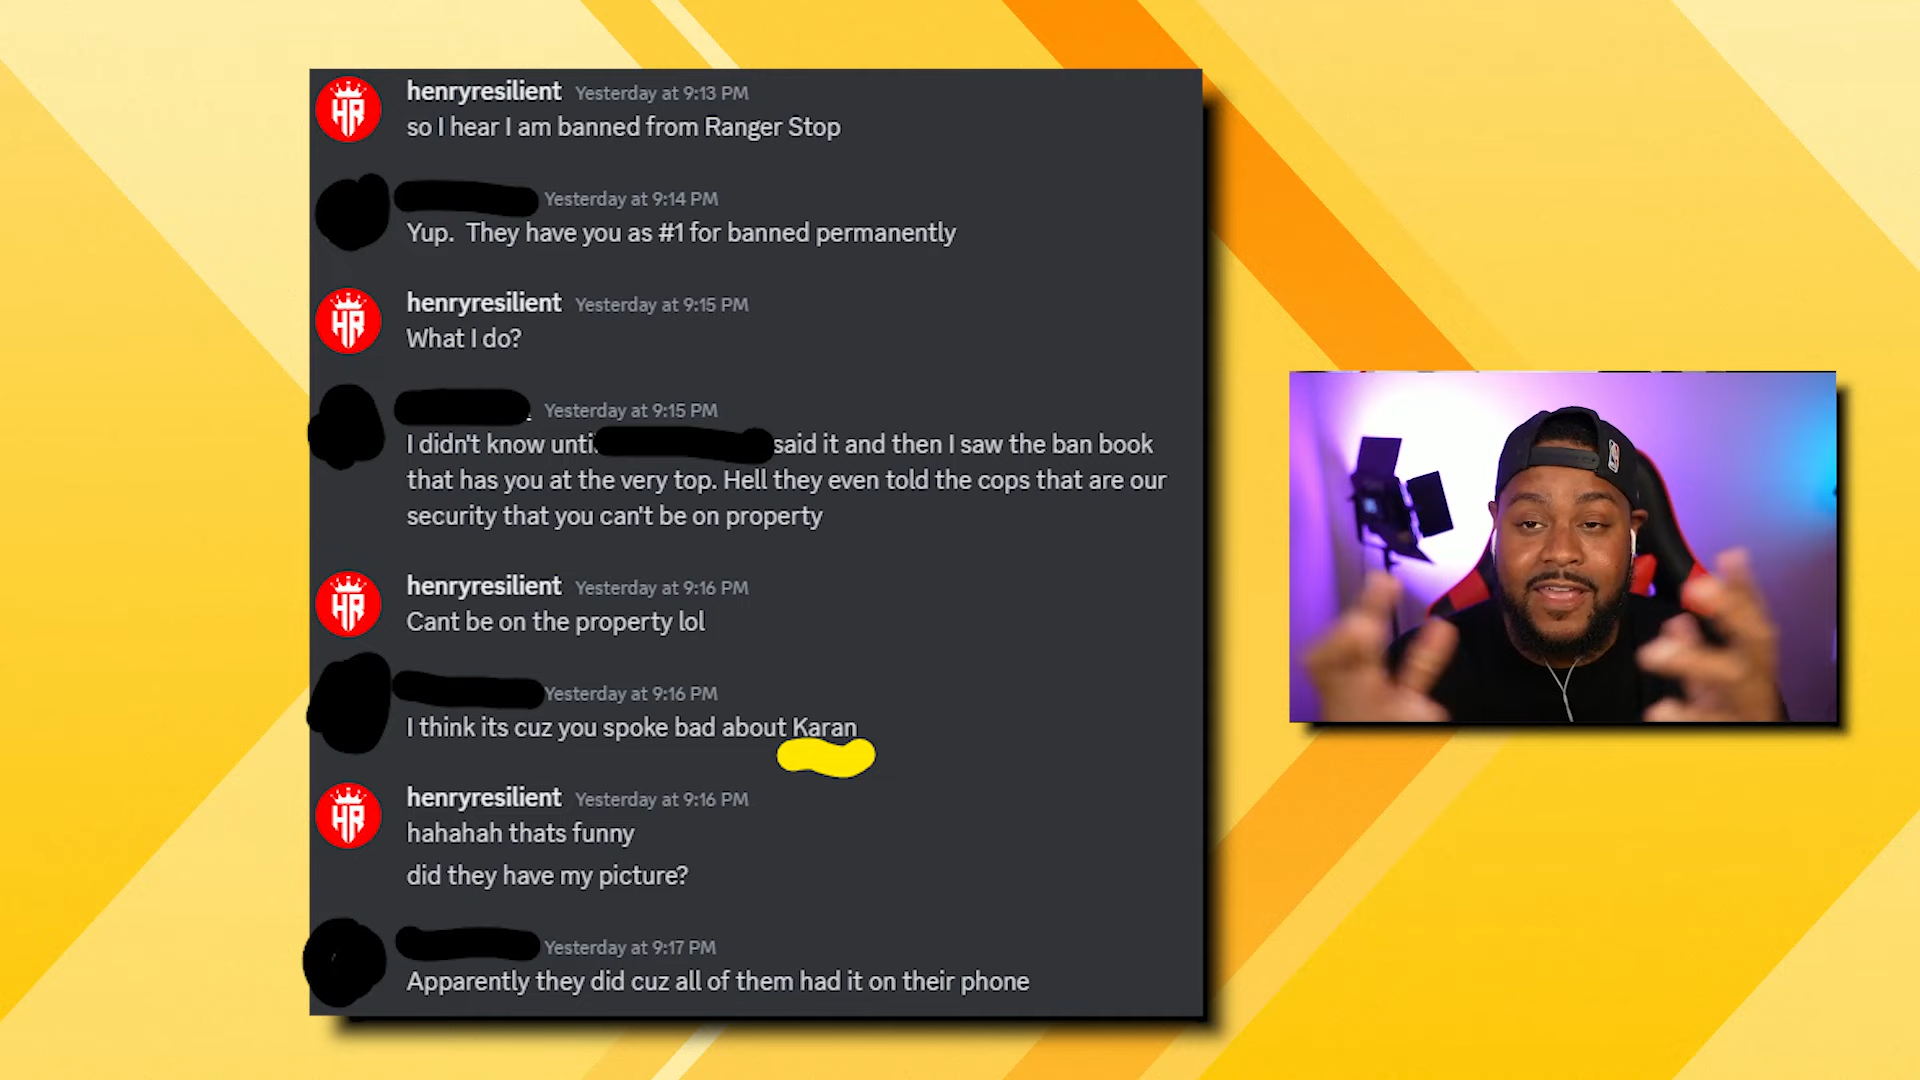 henryresilient Yesterday at 9:13 PM
so I hear I am banned from Ranger Stop
Yesterday at 9:14 PM
Yup.  They have you as #1 for banned permanently
henryresilient Yesterday at 9:15 PM
What I do?
Yesterday at 9:15 PM
I didn't know until said it and then I saw the ban book
that has you at the very top. Hell they even told the cops that are our
security that you can't be on property
henryresilient Yesterday at 9:16 PM
Cant be on the property lol
Yesterday at 9:16 PM
I think its cuz you spoke bad about Karan
henryresilient Yesterday at 9:16 PM
hahahah thats funny
did they have my picture?
Yesterday at 9:17 PM
Apparently they did cuz all of them had it on their phone
HR
HR
HR
HR